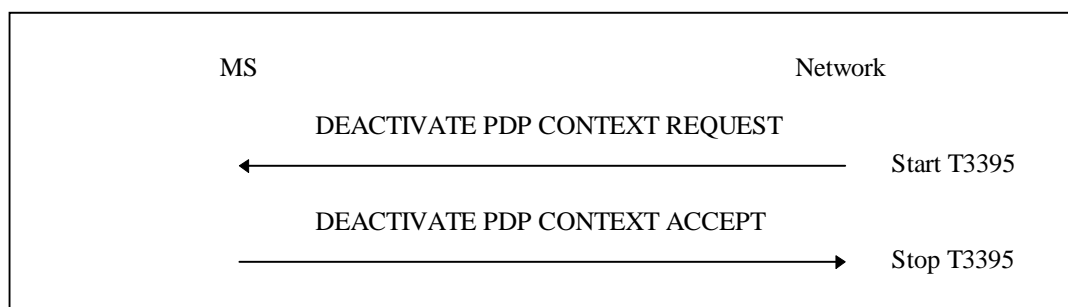 MS Network
DEACTIVATE PDP CONTEXT REQUEST
Start T3395
DEACTIVATE PDP CONTEXT ACCEPT
Stop T3395